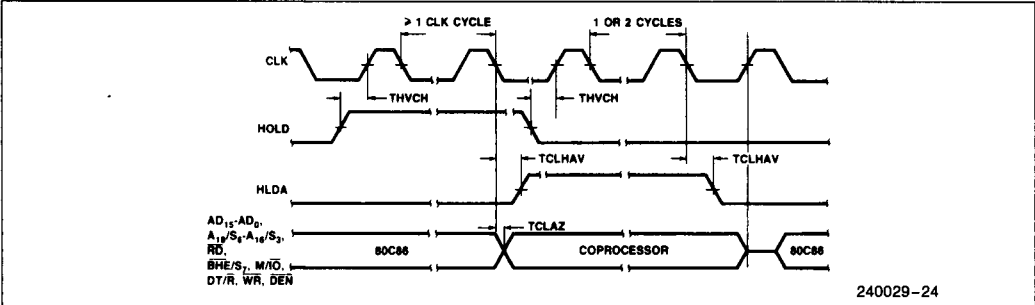 ≥ 1 CLK CYCLE
1 OR 2 CYCLES
CLK
THVCH
THVCH
HOLD
TCLHAV
TCLHAV
HLDA
TCLAZ
AD15-AD0,
A19/S6-A16/S3,
RD,
BHE/S7, M/IO,
DT/R, WR, DEN
80C86
COPROCESSOR
80C86
240029-24